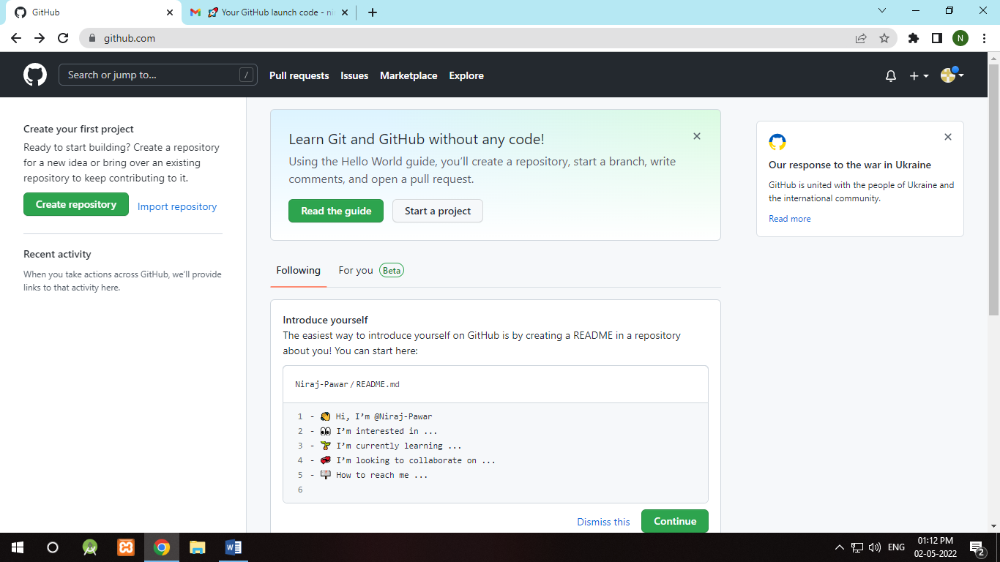 GitHub
🚀 Your GitHub launch code - ni
github.com
N
Search or jump to...
/
Pull requests Issues Marketplace Explore
Create your first project
Ready to start building? Create a repository
for a new idea or bring over an existing
repository to keep contributing to it.
Create repository
Import repository
Recent activity
When you take actions across GitHub, we’ll provide
links to that activity here.
Learn Git and GitHub without any code!
Using the Hello World guide, you’ll create a repository, start a branch, write
comments, and open a pull request.
Read the guide
Start a project
Following
For you
Beta
Introduce yourself
The easiest way to introduce yourself on GitHub is by creating a README in a repository
about you! You can start here:
Niraj-Pawar / README.md
1 - 👋 Hi, I’m @Niraj-Pawar
2 - 👀 I’m interested in ...
3 - 🌱 I’m currently learning ...
4 - 💞️ I’m looking to collaborate on ...
5 - 📫 How to reach me ...
6
Dismiss this
Continue
Our response to the war in Ukraine
GitHub is united with the people of Ukraine and
the international community.
Read more
ENG
01:12 PM
02-05-2022
2